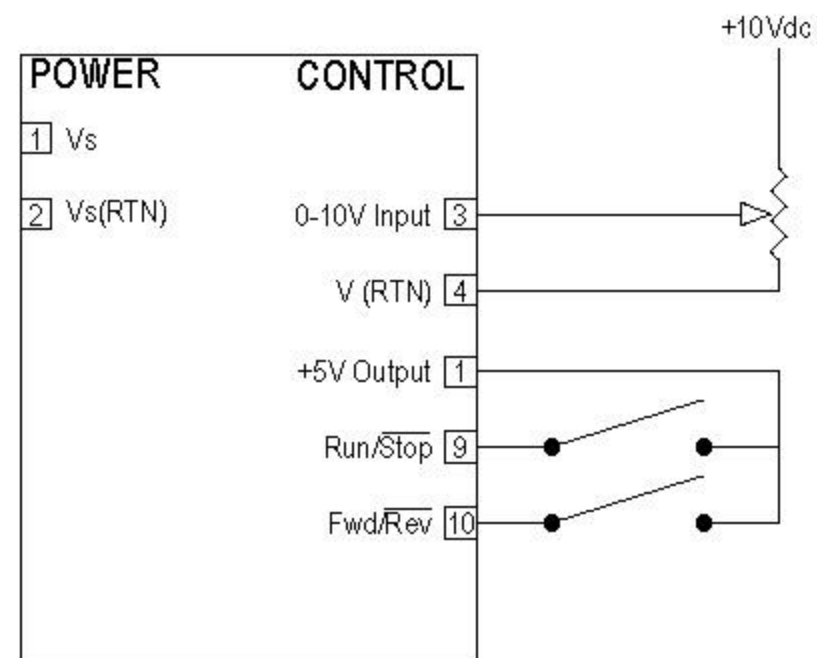 +10Vdc
POWER CONTROL
1 Vs
2 Vs(RTN)
0-10V Input 3
V (RTN) 4
+5V Output 1
Run/Stop 9
Fwd/Rev 10